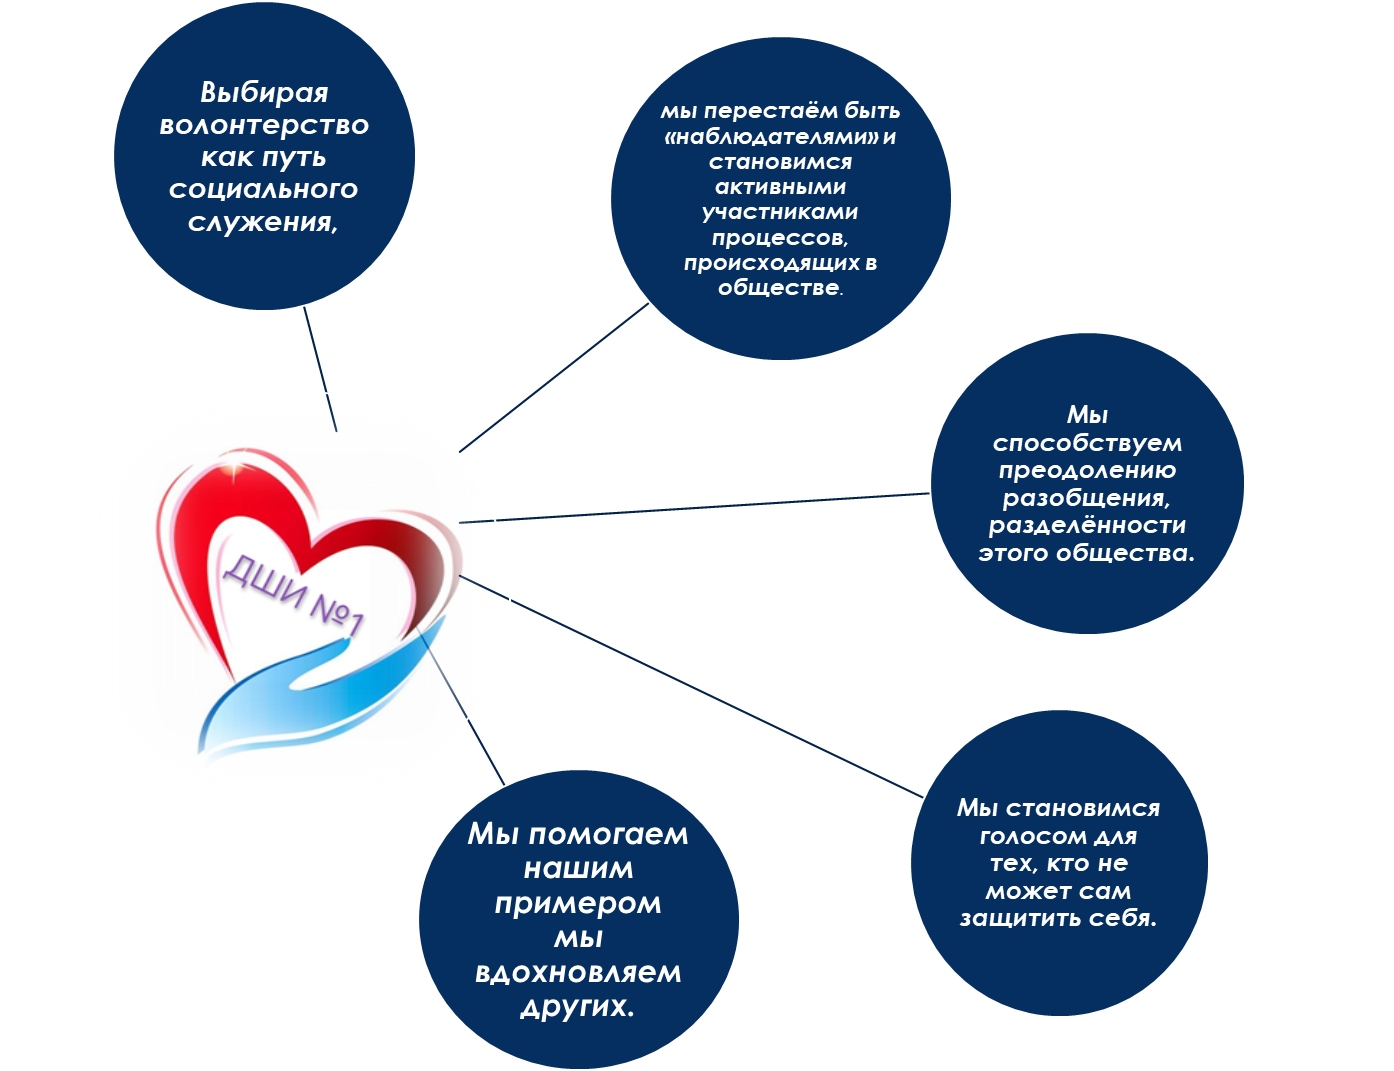 Выбирая
волонтерство
как путь
социального
служения,
мы перестаём быть
«наблюдателями» и
становимся
активными
участниками
процессов,
происходящих в
обществе.
Мы
способствуем
преодолению
разобщения,
разделённости
этого общества.
Мы становимся
голосом для
тех, кто не
может сам
защитить себя.
Мы помогаем
нашим
примером
мы
вдохновляем
других.
ДШИ №1